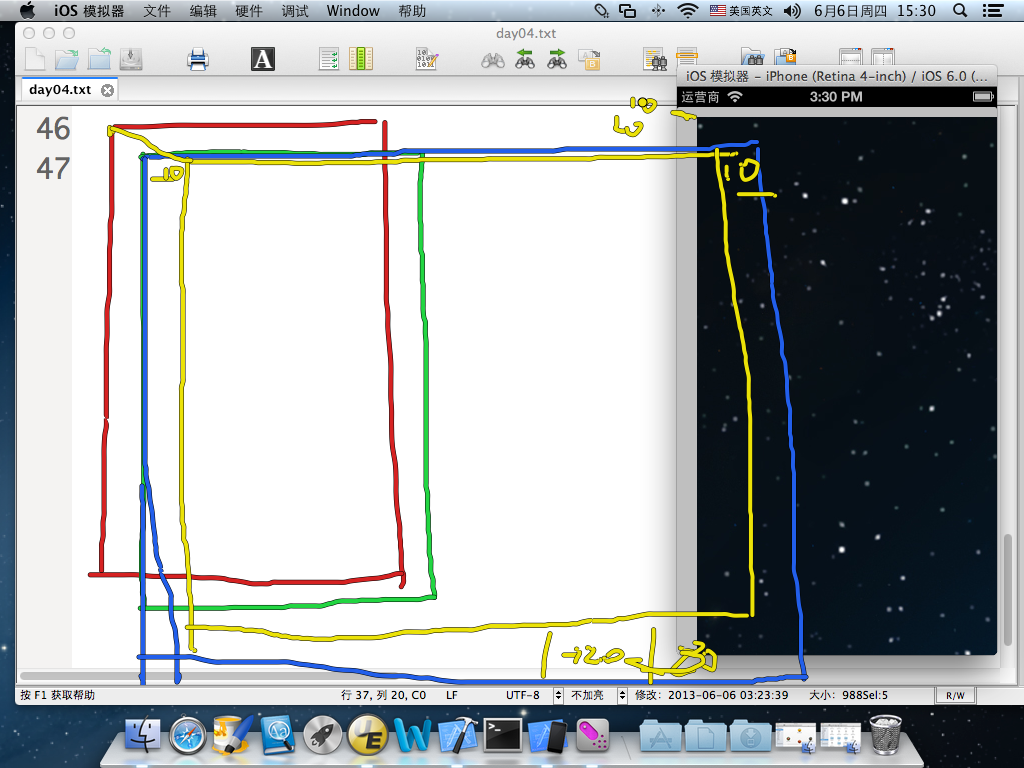 iOS 模拟器 文件 编辑 硬件 调试 Window 帮助 美国英文 6月6日周四 15:30
day04.txt
iOS 模拟器 – iPhone (Retina 4-inch) / iOS 6.0 (...
day04.txt
运营商 3:30 PM
46
47
10
10
按 F1 获取帮助 行 37, 列 20, C0 LF UTF-8 不加亮 修改: 2013-06-06 03:23:39 大小: 988Sel:5 R/W